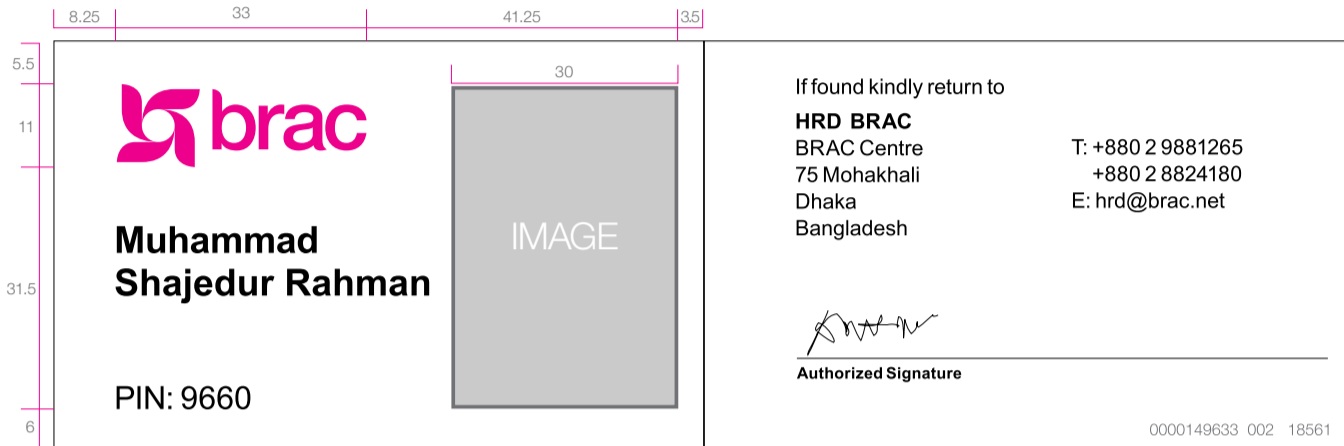 8.25 33 41.25 3.5
5.5
11
31.5
6
30
brac
IMAGE
Muhammad
Shajedur Rahman
PIN: 9660
If found kindly return to
HRD BRAC
BRAC Centre
75 Mohakhali
Dhaka
Bangladesh
T: +880 2 9881265
+880 2 8824180
E: hrd@brac.net
Authorized Signature
0000149633 002 18561